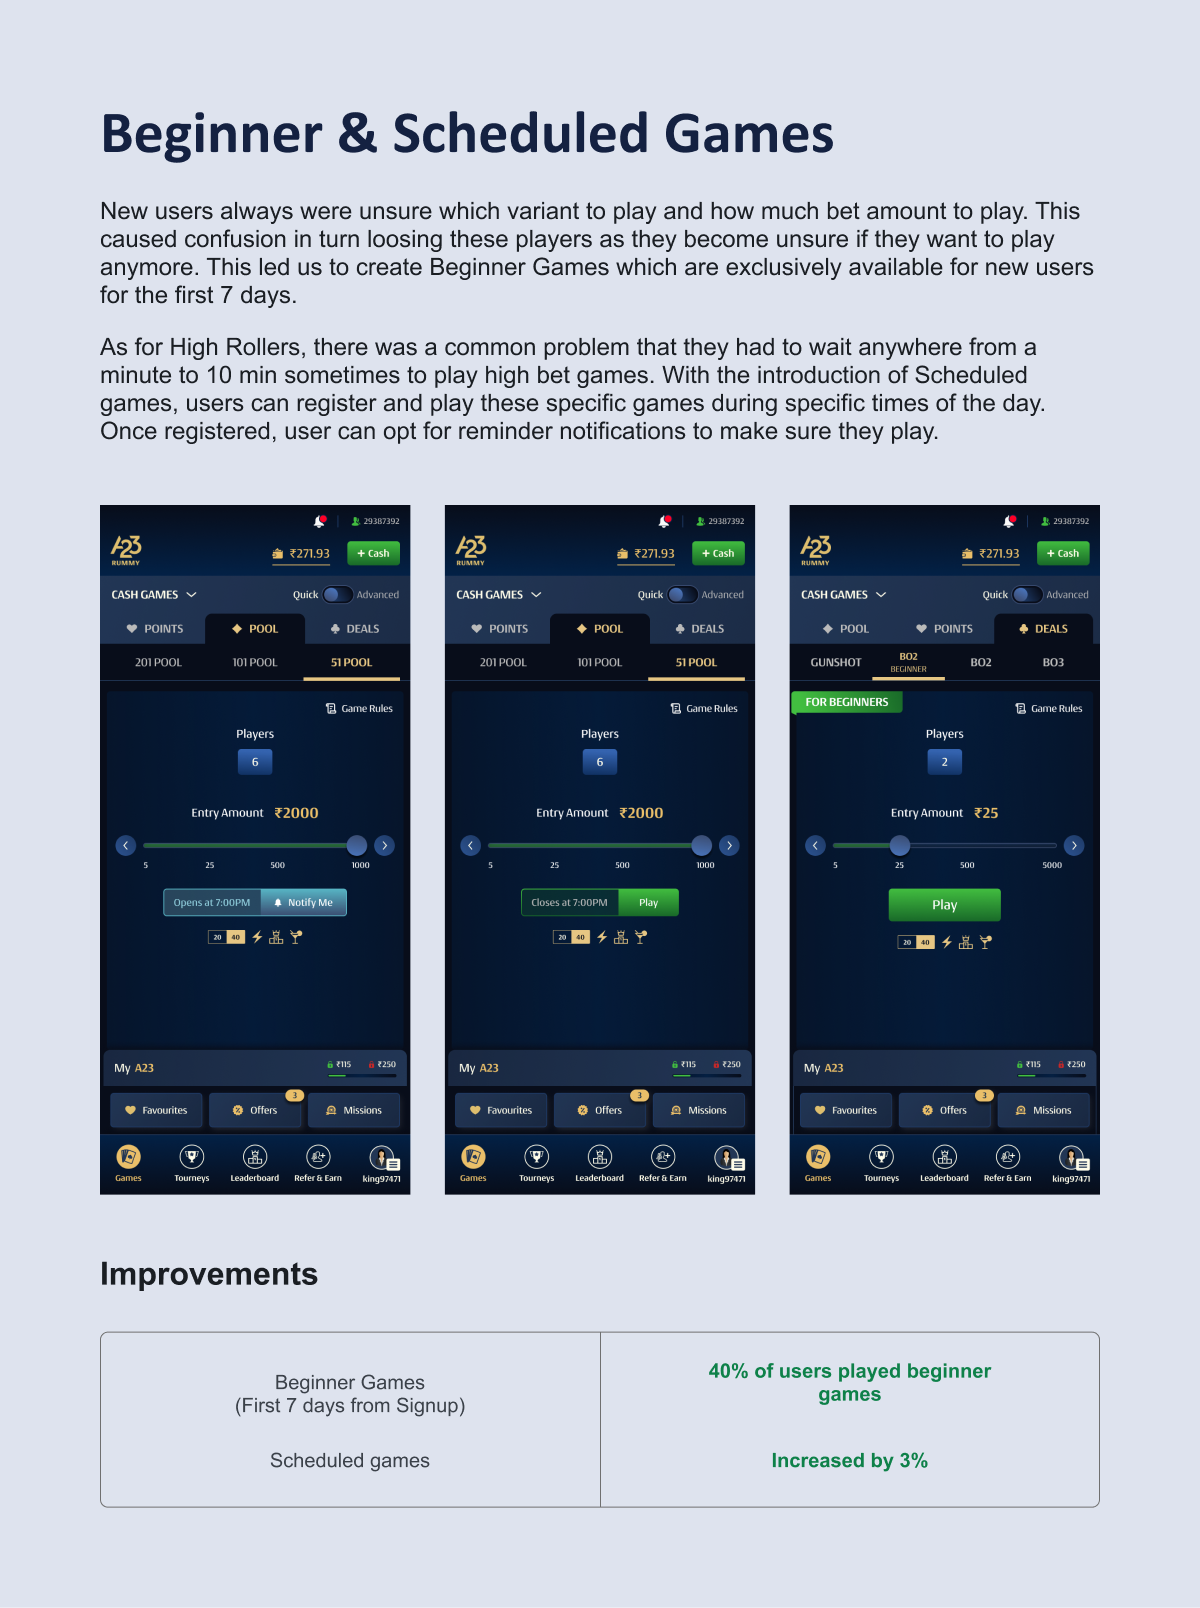 Beginner & Scheduled Games
New users always were unsure which variant to play and how much bet amount to play. This
caused confusion in turn loosing these players as they become unsure if they want to play
anymore. This led us to create Beginner Games which are exclusively available for new users
for the first 7 days.
As for High Rollers, there was a common problem that they had to wait anywhere from a
minute to 10 min sometimes to play high bet games. With the introduction of Scheduled
games, users can register and play these specific games during specific times of the day.
Once registered, user can opt for reminder notifications to make sure they play.
29387392
A23
RUMMY
₹271.93
+ Cash
CASH GAMES
Quick
Advanced
POINTS
POOL
DEALS
201 POOL
101 POOL
51 POOL
Game Rules
Players
6
Entry Amount ₹2000
5 25 500 1000
Opens at 7:00PM
Notify Me
20 40
My A23
₹115
₹250
Favourites
Offers
3
Missions
Games
Tourneys
Leaderboard
Refer & Earn
king97471
29387392
A23
RUMMY
₹271.93
+ Cash
CASH GAMES
Quick
Advanced
POINTS
POOL
DEALS
201 POOL
101 POOL
51 POOL
Game Rules
Players
6
Entry Amount ₹2000
5 25 500 1000
Closes at 7:00PM
Play
20 40
My A23
₹115
₹250
Favourites
Offers
3
Missions
Games
Tourneys
Leaderboard
Refer & Earn
king97471
29387392
A23
RUMMY
₹271.93
+ Cash
CASH GAMES
Quick
Advanced
POOL
POINTS
DEALS
GUNSHOT
BO2
BEGINNER
BO2
BO3
FOR BEGINNERS
Game Rules
Players
2
Entry Amount ₹25
5 25 500 5000
Play
20 40
My A23
₹115
₹250
Favourites
Offers
3
Missions
Games
Tourneys
Leaderboard
Refer & Earn
king97471
Improvements
Beginner Games
(First 7 days from Signup)
40% of users played beginner
games
Scheduled games
Increased by 3%